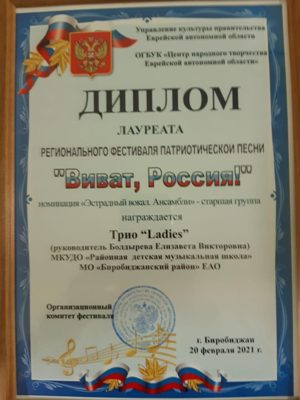 Управление культуры правительства
Еврейской автономной области
ОГБУК «Центр народного творчества
Еврейской автономной области»
ДИПЛОМ
ЛАУРЕАТА
РЕГИОНАЛЬНОГО ФЕСТИВАЛЯ ПАТРИОТИЧЕСКОЙ ПЕСНИ
"Виват, Россия!"
номинация «Эстрадный вокал. Ансамбли» - старшая группа
награждается
Трио “Ladies”
(руководитель Болдырева Елизавета Викторовна)
МКУДО «Районная детская музыкальная школа»
МО «Биробиджанский район» ЕАО
Организационный
комитет фестиваля
г. Биробиджан
20 февраля 2021 г.